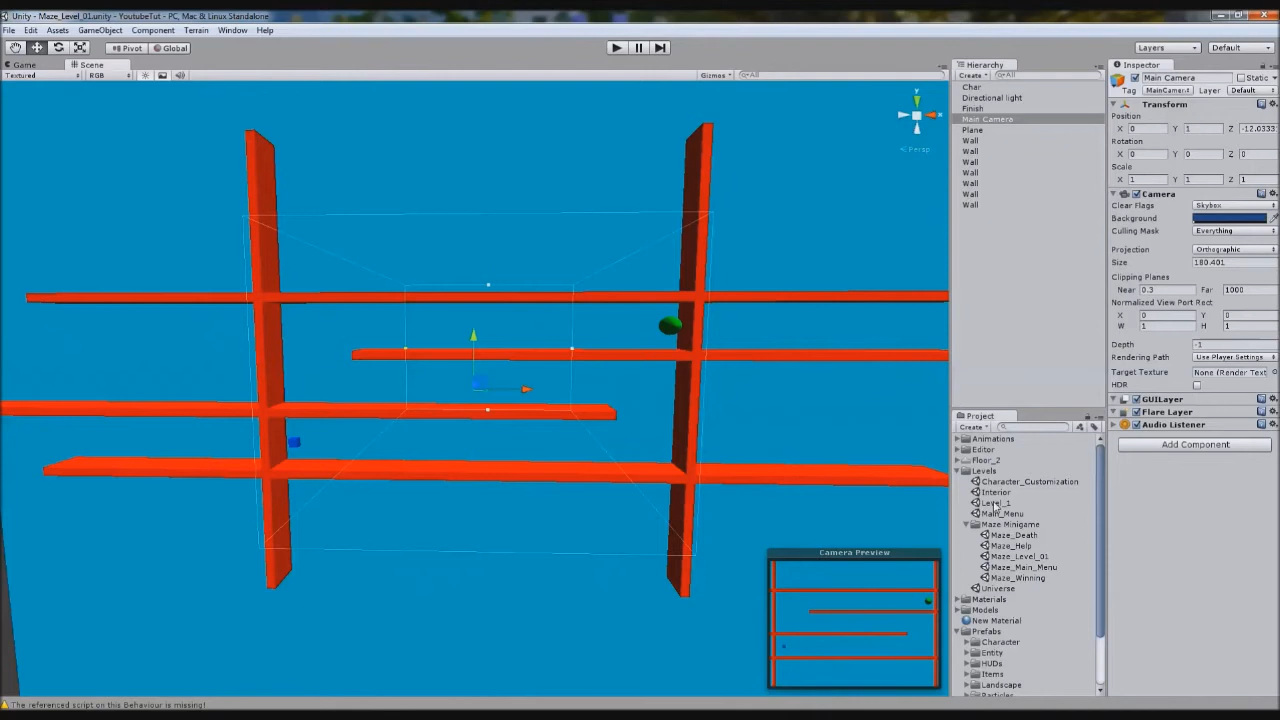 Unity - Maze_Level_01.unity - YoutubeTut - PC, Mac & Linux Standalone
File Edit Assets GameObject Component Terrain Window Help
Pivot Global Layers Default
Game Scene
Textured RGB Gizmos All
Persp
y
x
Camera Preview
Hierarchy
Create All
Char
Directional light
Finish
Main Camera
Plane
Wall
Wall
Wall
Wall
Wall
Wall
Wall
Project
Create
Animations
Editor
Floor_2
Levels
Character_Customization
Interior
Level_1
Main_Menu
Maze Minigame
Maze_Death
Maze_Help
Maze_Level_01
Maze_Main_Menu
Maze_Winning
Universe
Materials
Models
New Material
Prefabs
Character
Entity
HUDs
Items
Landscape
Particles
Inspector
Main Camera Static
Tag MainCamera Layer Default
Transform
Position
X 0 Y 1 Z -12.0333
Rotation
X 0 Y 0 Z 0
Scale
X 1 Y 1 Z 1
Camera
Clear Flags Skybox
Background
Culling Mask Everything
Projection Orthographic
Size 180.401
Clipping Planes
Near 0.3 Far 1000
Normalized View Port Rect
X 0 Y 0
W 1 H 1
Depth -1
Rendering Path Use Player Settings
Target Texture None (Render Text
HDR
GUILayer
Flare Layer
Audio Listener
Add Component
The referenced script on this Behaviour is missing!